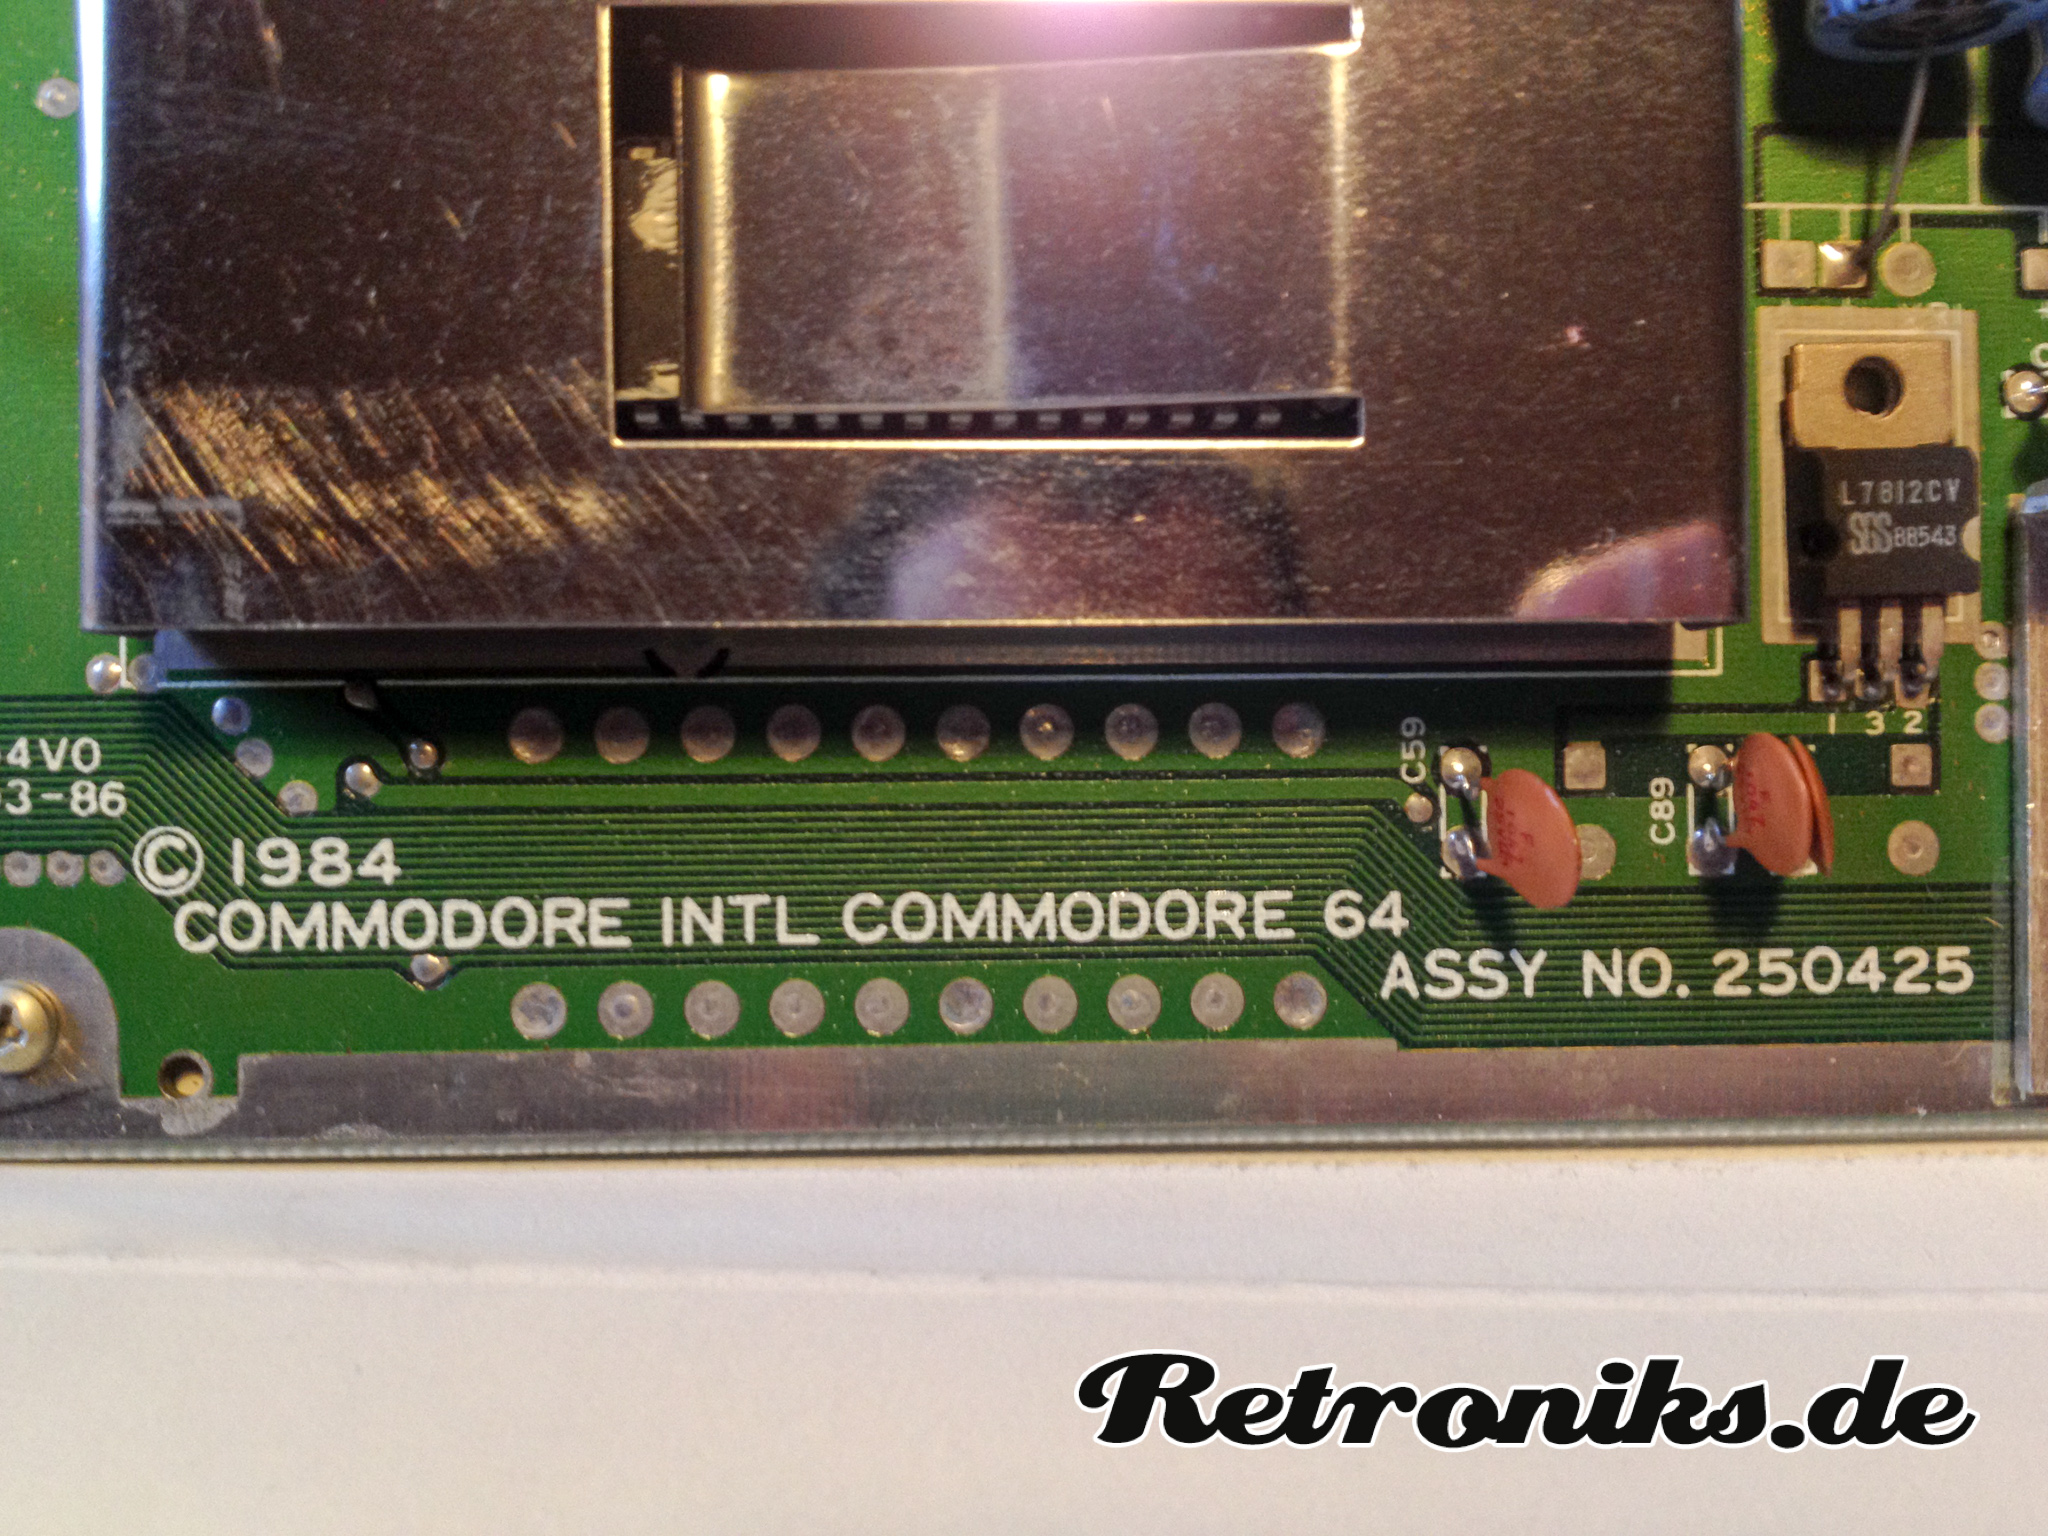 L7812CV
SGS 88543
1 3 2
C59
C89
4V0
3-86
© 1984
COMMODORE INTL COMMODORE 64
ASSY NO. 250425
Retroniks.de